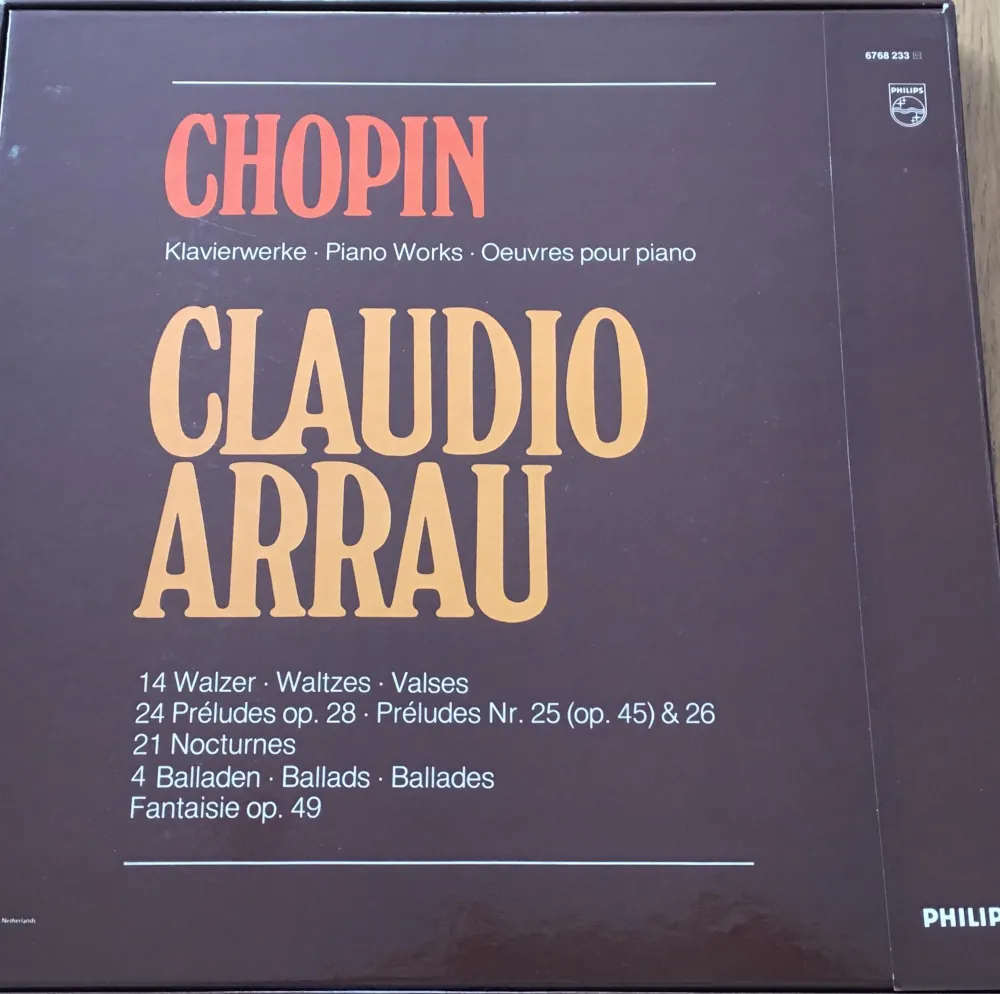 6768 233
PHILIPS
CHOPIN
Klavierwerke · Piano Works · Oeuvres pour piano
CLAUDIO
ARRAU
14 Walzer · Waltzes · Valses
24 Préludes op. 28 · Préludes Nr. 25 (op. 45) & 26
21 Nocturnes
4 Balladen · Ballads · Ballades
Fantaisie op. 49
Netherlands
PHILIP